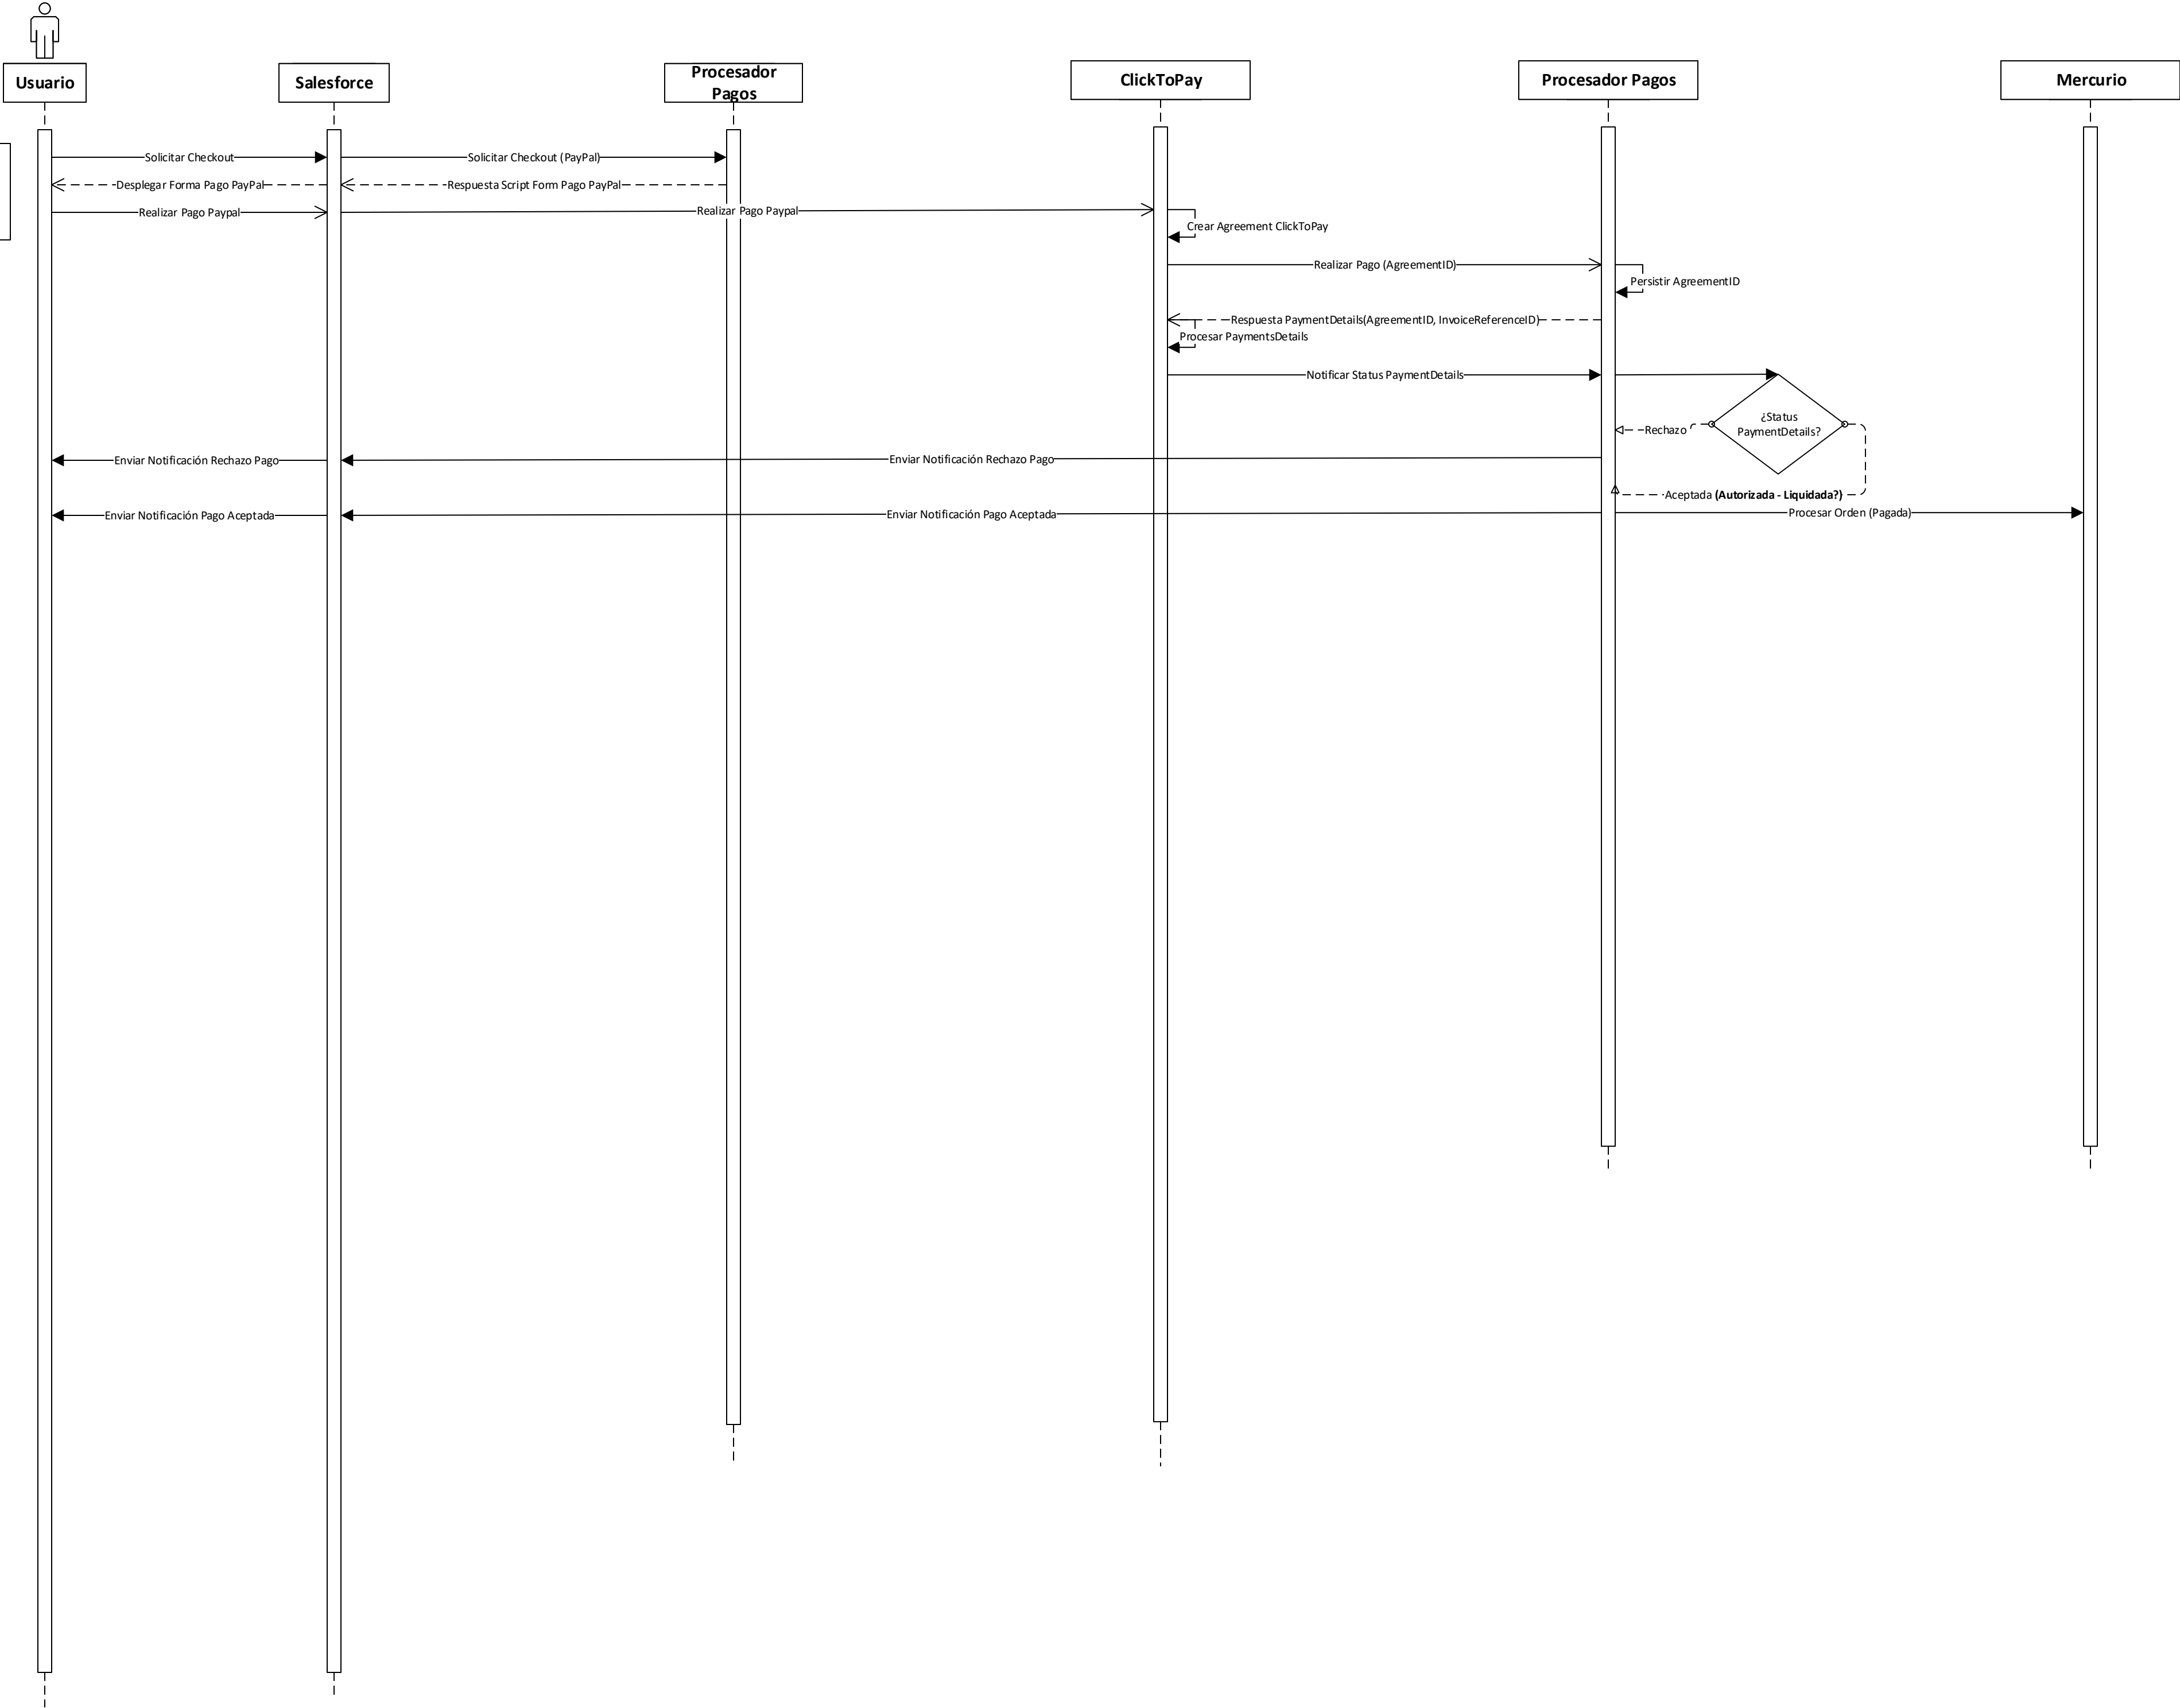 Usuario
Salesforce
Procesador
Pagos
ClickToPay
Procesador Pagos
Mercurio
Solicitar Checkout
Solicitar Checkout (PayPal)
Desplegar Forma Pago PayPal
Respuesta Script Form Pago PayPal
Realizar Pago Paypal
Realizar Pago Paypal
Crear Agreement ClickToPay
Realizar Pago (AgreementID)
Persistir AgreementID
Respuesta PaymentDetails(AgreementID, InvoiceReferenceID)
Procesar PaymentsDetails
Notificar Status PaymentDetails
¿Status
PaymentDetails?
Rechazo
Enviar Notificación Rechazo Pago
Enviar Notificación Rechazo Pago
Aceptada (Autorizada - Liquidada?)
Enviar Notificación Pago Aceptada
Enviar Notificación Pago Aceptada
Procesar Orden (Pagada)